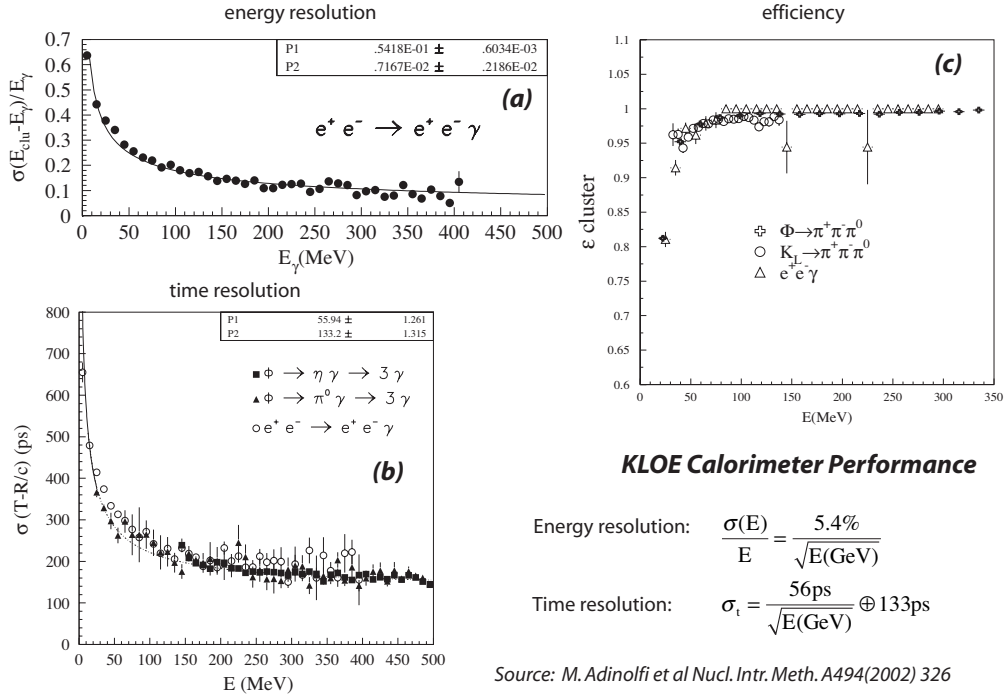 energy resolution
P1 .5418E-01 ± .6034E-03
P2 .7167E-02 ± .2186E-02
(a)
e⁺ e⁻ → e⁺ e⁻ γ
σ(E_clu-E_γ)/E_γ
0.7
0.6
0.5
0.4
0.3
0.2
0.1
0
0 50 100 150 200 250 300 350 400 450 500
E_γ(MeV)
time resolution
P1 55.94 ± 1.261
P2 133.2 ± 1.315
■ Φ → η γ → 3 γ
▲ Φ → π⁰ γ → 3 γ
○ e⁺ e⁻ → e⁺ e⁻ γ
(b)
σ (T-R/c) (ps)
800
700
600
500
400
300
200
100
0
0 50 100 150 200 250 300 350 400 450 500
E (MeV)
efficiency
(c)
ε cluster
1.1
1.05
1
0.95
0.9
0.85
0.8
0.75
0.7
0.65
0.6
Φ→π⁺π⁻π⁰
○ K_L→π⁺π⁻π⁰
△ e⁺e⁻γ
0 50 100 150 200 250 300 350
E(MeV)
KLOE Calorimeter Performance
Energy resolution: σ(E)/E = 5.4%/√E(GeV)
Time resolution: σ_t = 56ps/√E(GeV) ⊕ 133ps
Source: M. Adinolfi et al Nucl. Intr. Meth. A494(2002) 326